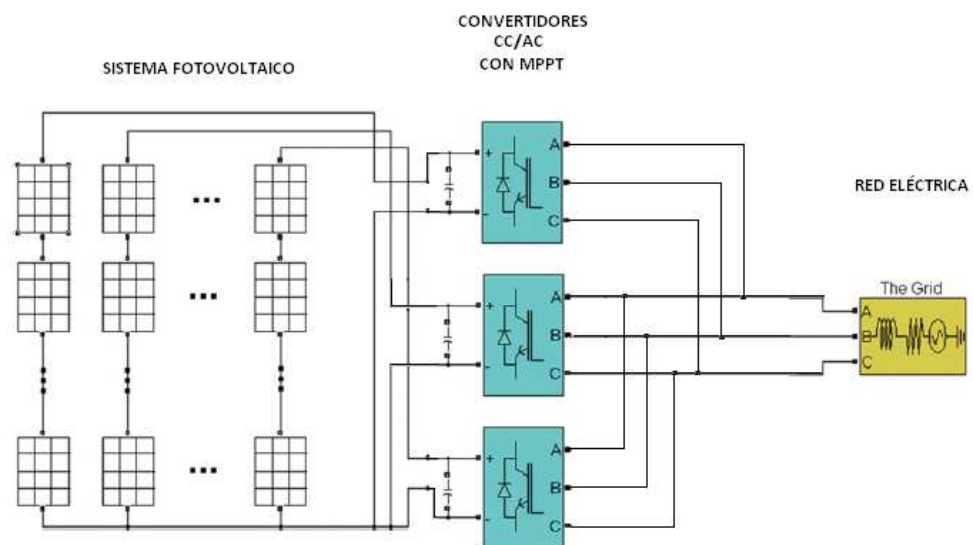 CONVERTIDORES
CC/AC
CON MPPT
SISTEMA FOTOVOLTAICO
RED ELÉCTRICA
+
-
A
B
C
+
-
A
B
C
+
-
A
B
C
The Grid
A
B
C